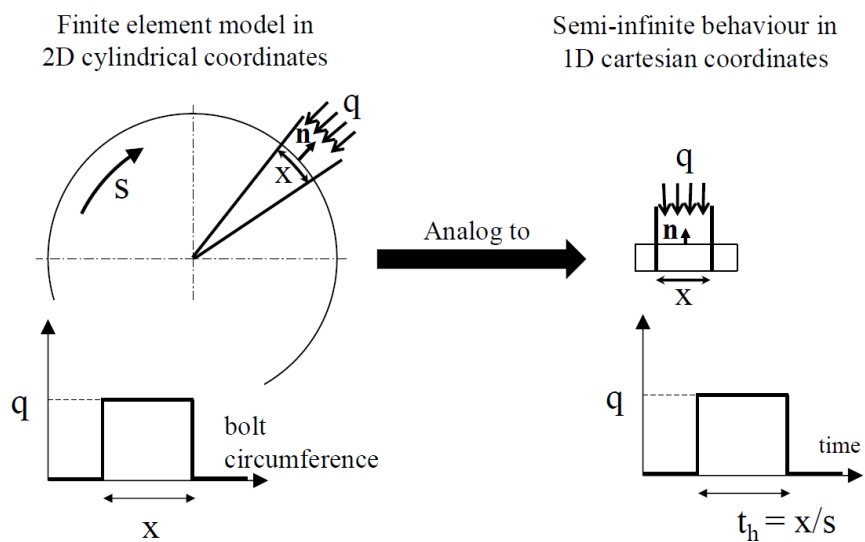 Finite element model in
2D cylindrical coordinates
Semi-infinite behaviour in
1D cartesian coordinates
q
n
x
s
q
n
x
Analog to
q
bolt
circumference
x
q
time
t_h = x/s